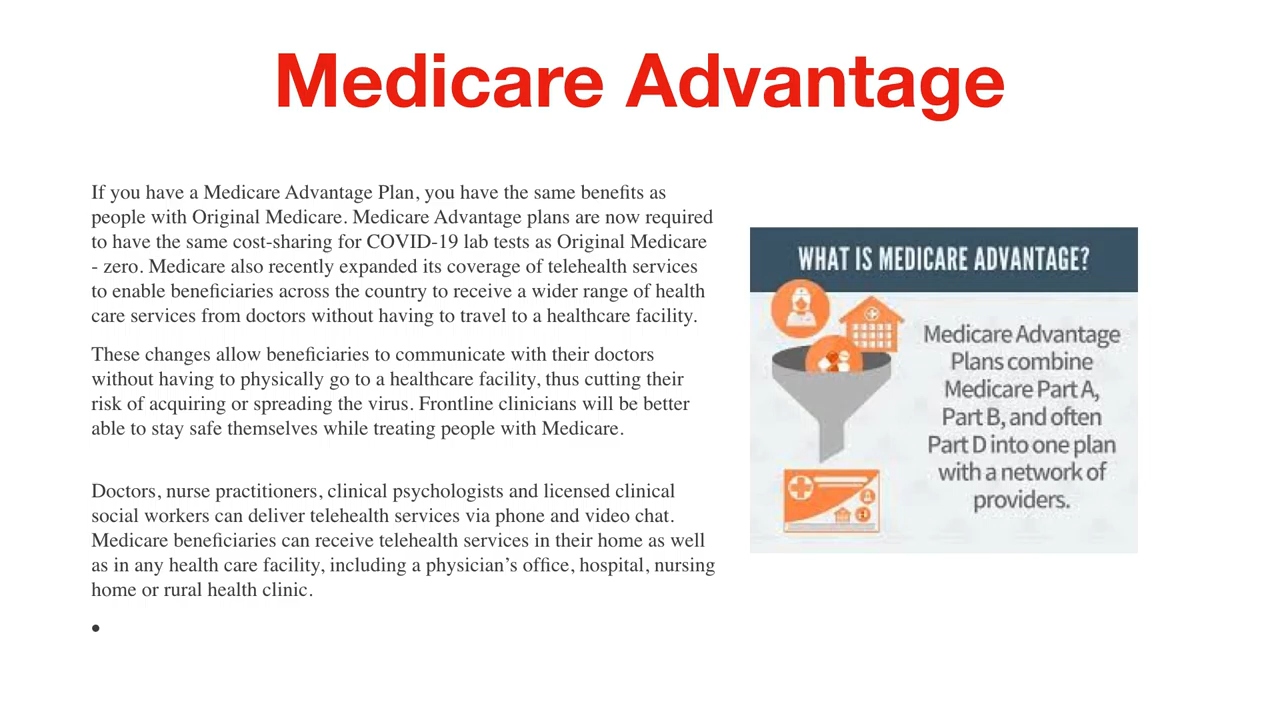 Medicare Advantage
If you have a Medicare Advantage Plan, you have the same benefits as
people with Original Medicare. Medicare Advantage plans are now required
to have the same cost-sharing for COVID-19 lab tests as Original Medicare
- zero. Medicare also recently expanded its coverage of telehealth services
to enable beneficiaries across the country to receive a wider range of health
care services from doctors without having to travel to a healthcare facility.
These changes allow beneficiaries to communicate with their doctors
without having to physically go to a healthcare facility, thus cutting their
risk of acquiring or spreading the virus. Frontline clinicians will be better
able to stay safe themselves while treating people with Medicare.
Doctors, nurse practitioners, clinical psychologists and licensed clinical
social workers can deliver telehealth services via phone and video chat.
Medicare beneficiaries can receive telehealth services in their home as well
as in any health care facility, including a physician’s office, hospital, nursing
home or rural health clinic.
•
WHAT IS MEDICARE ADVANTAGE?
Medicare Advantage
Plans combine
Medicare Part A,
Part B, and often
Part D into one plan
with a network of
providers.